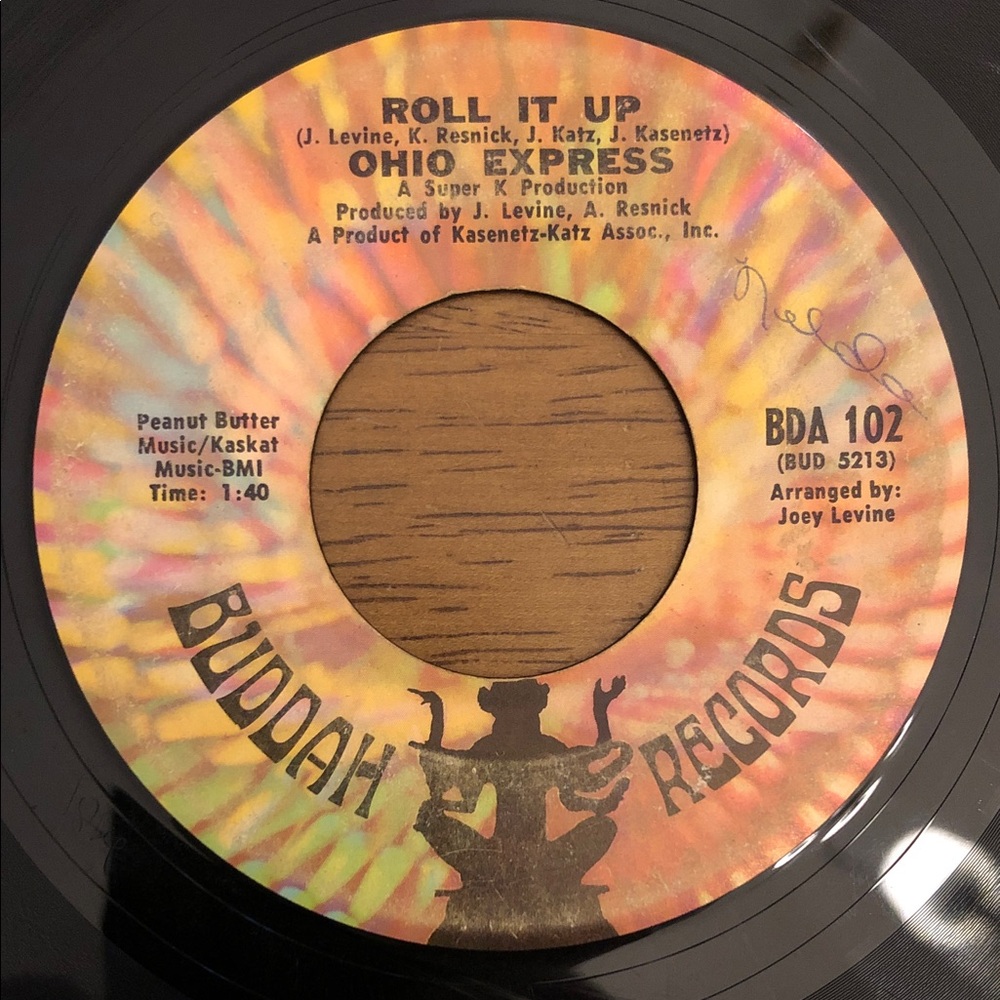 ROLL IT UP
(J. Levine, K. Resnick, J. Katz, J. Kasenetz)
OHIO EXPRESS
A Super K Production
Produced by J. Levine, A. Resnick
A Product of Kasenetz-Katz Assoc., Inc.
Peanut Butter
Music/Kaskat
Music-BMI
Time: 1:40
BDA 102
(BUD 5213)
Arranged by:
Joey Levine
BUDDAH RECORDS